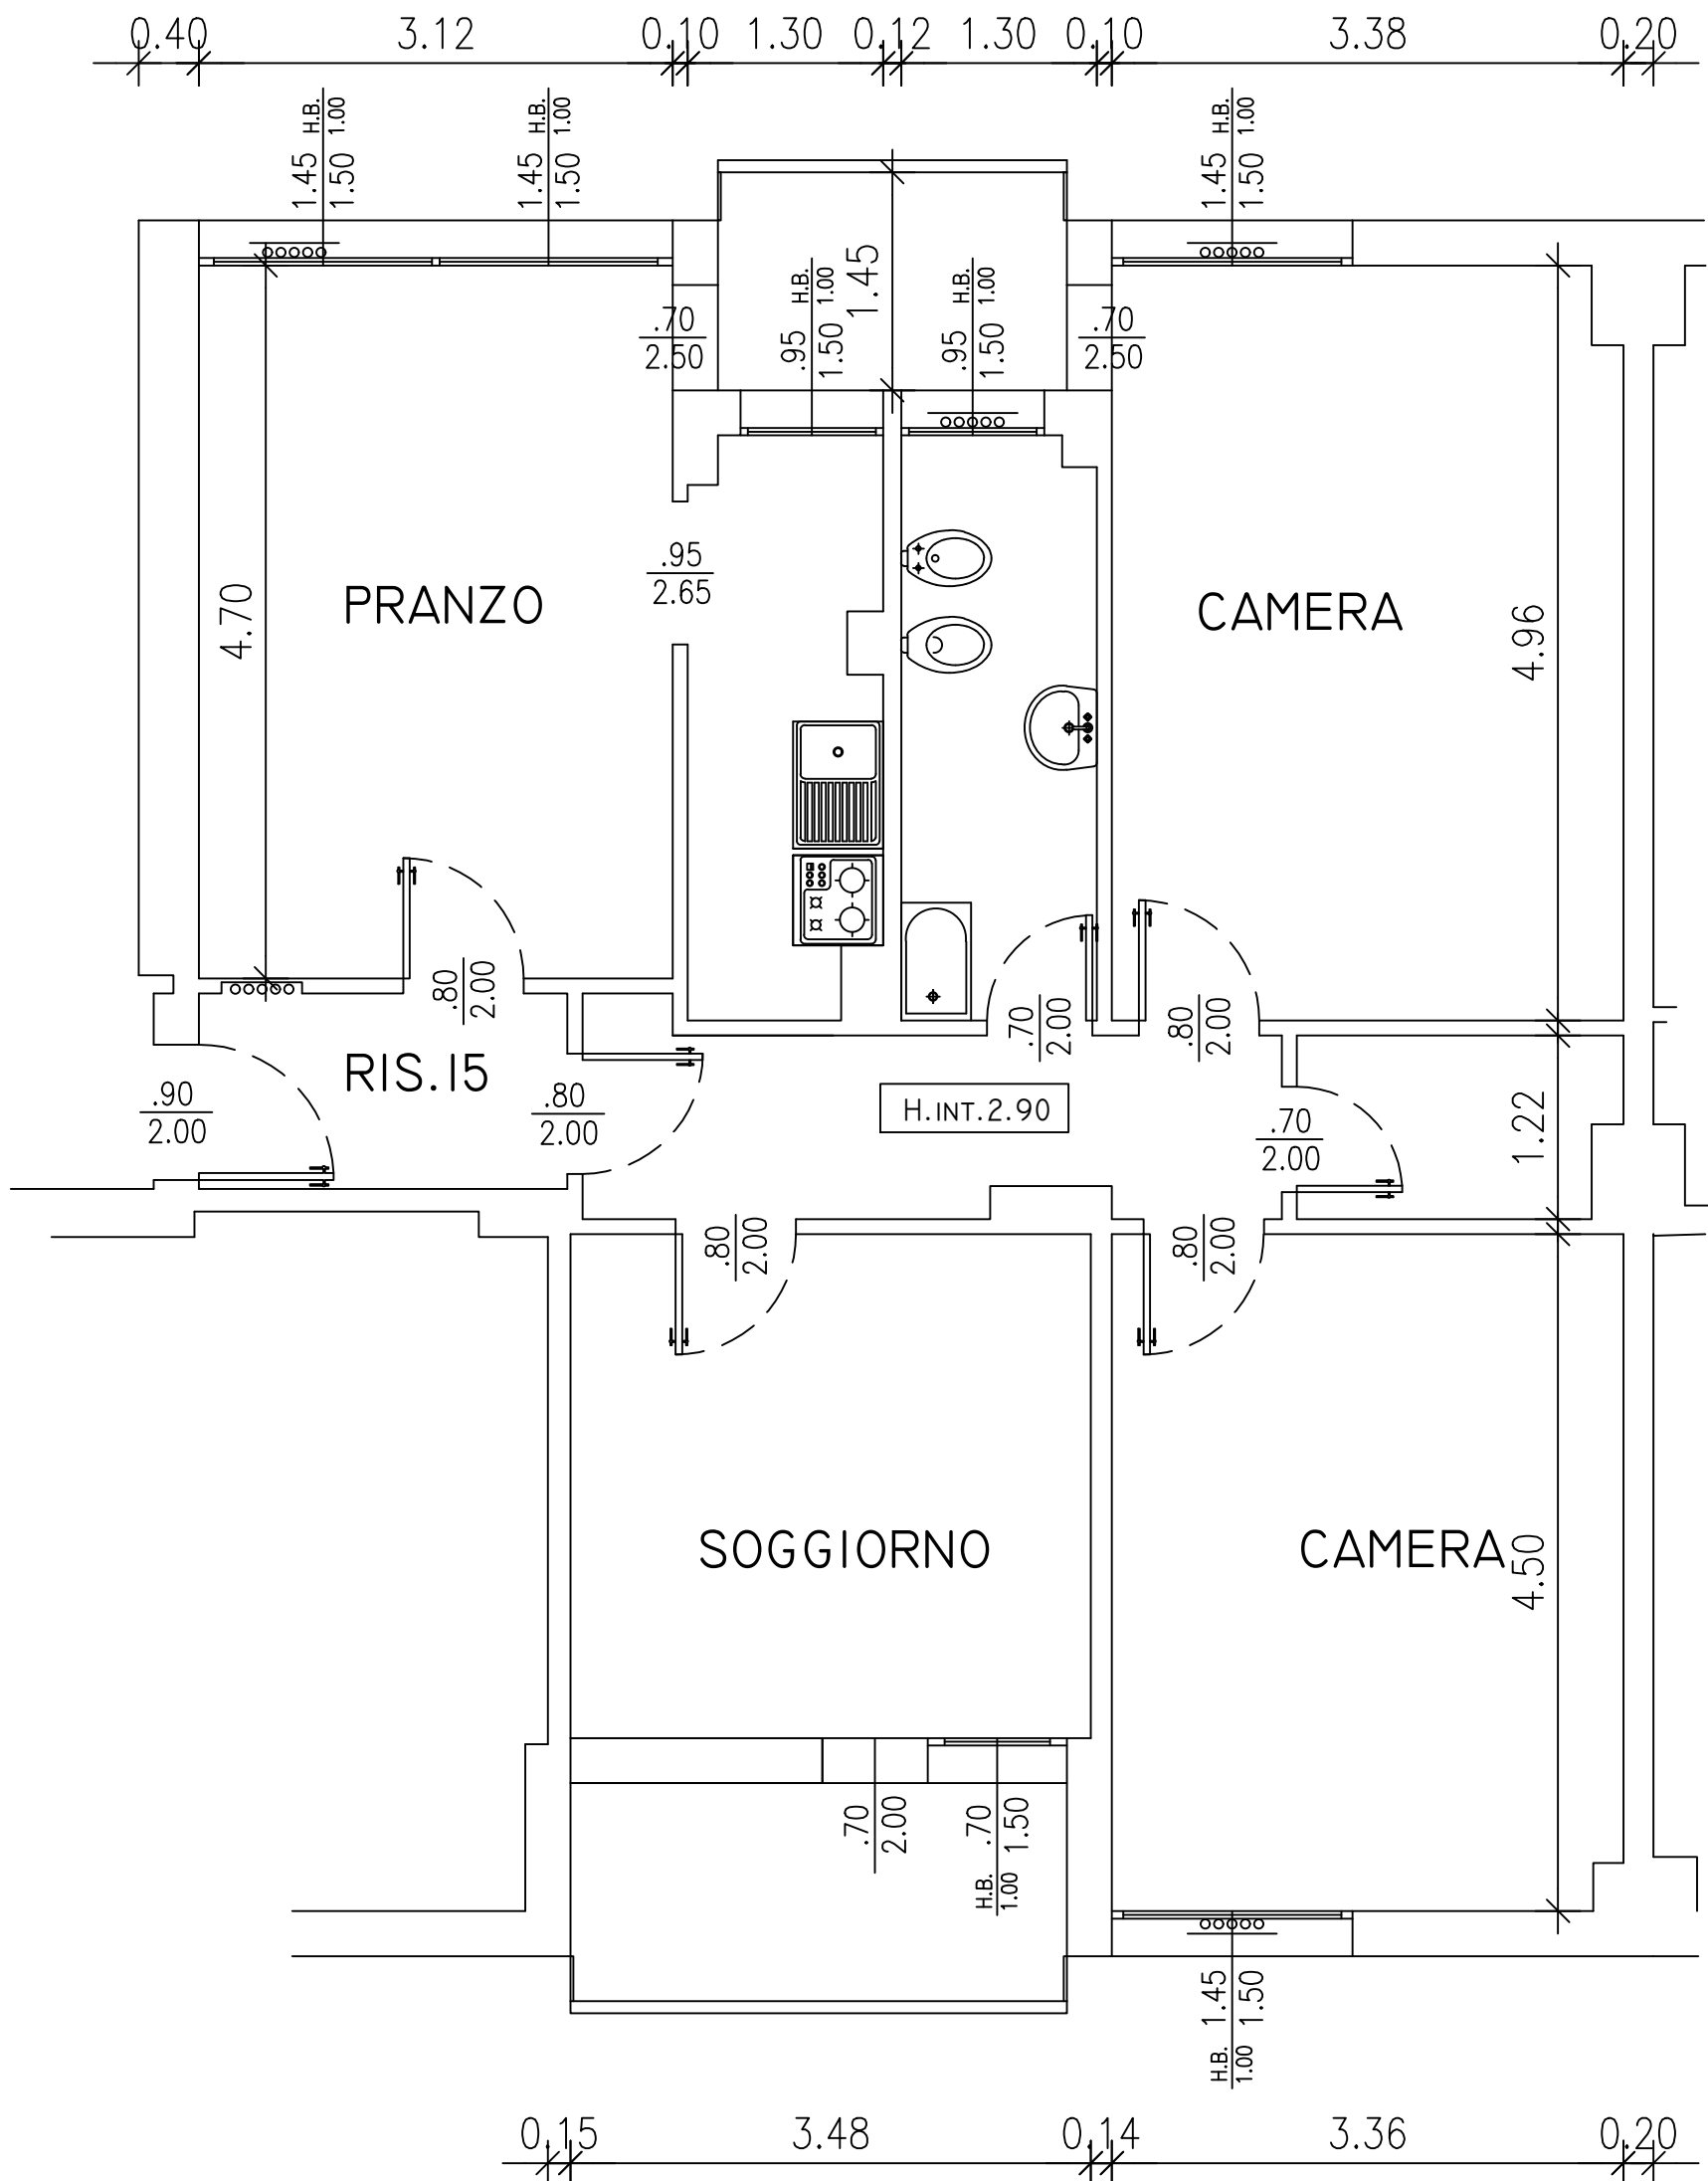 0.40 3.12 0.10 1.30 0.12 1.30 0.10 3.38 0.20
1.45 H.B.
1.50 1.00
1.45 H.B.
1.50 1.00
1.45 H.B.
1.50 1.00
1.45
.95 H.B.
1.50 1.00
.95 H.B.
1.50 1.00
.70
2.50
.70
2.50
.95
2.65
4.70
PRANZO
CAMERA
4.96
.80
2.00
.70
2.00
.80
2.00
RIS.15
.90
2.00
.80
2.00
H.INT.2.90
.70
2.00
1.22
.80
2.00
.80
2.00
SOGGIORNO
CAMERA
4.50
.70
2.00
H.B. .70
1.00 1.50
H.B. 1.45
1.00 1.50
0.15 3.48 0.14 3.36 0.20